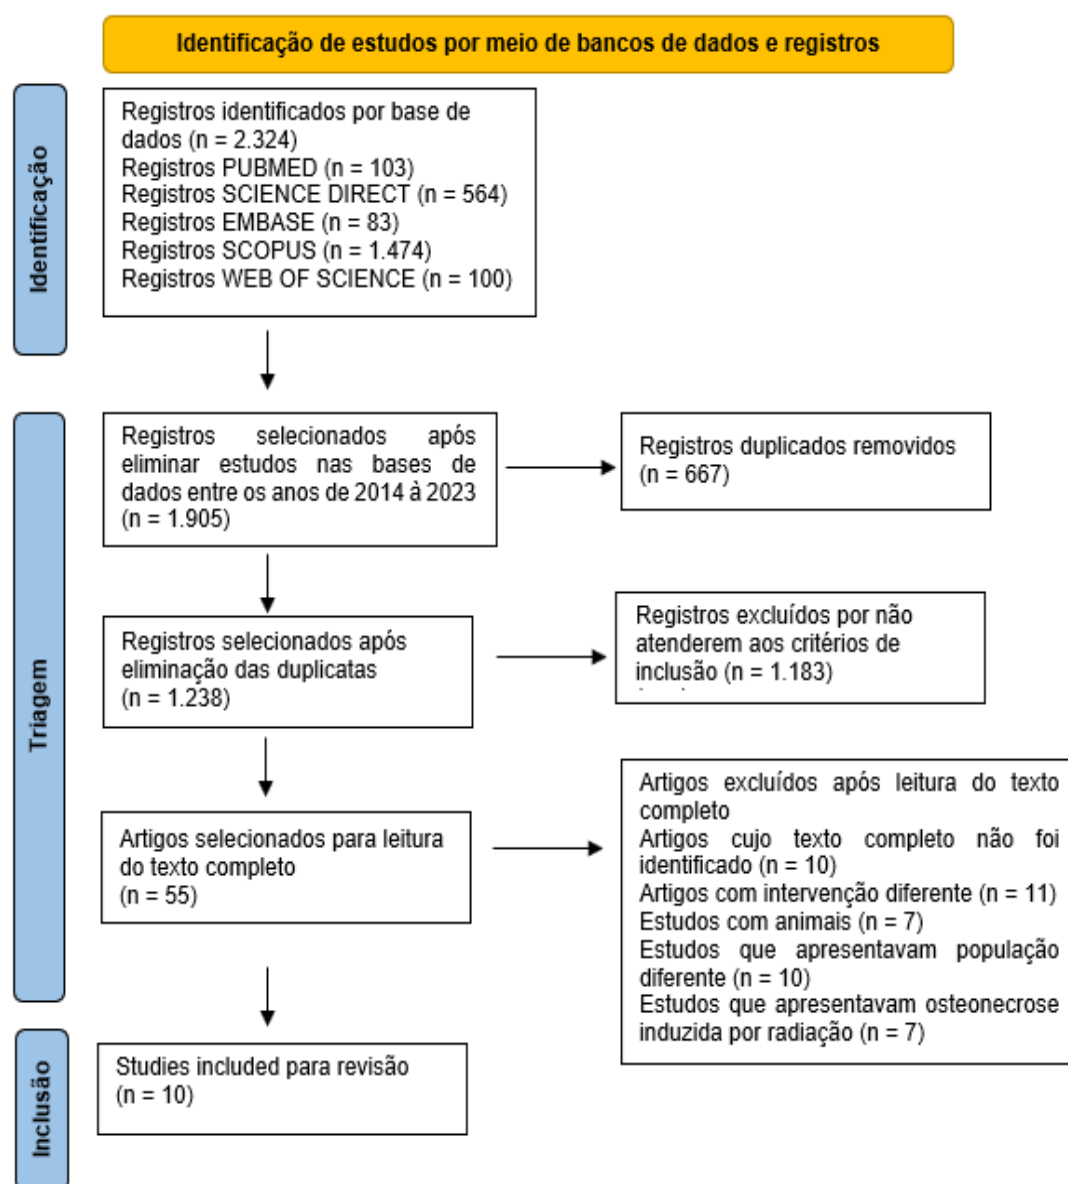 Identificação de estudos por meio de bancos de dados e registros
Identificação
Registros identificados por base de
dados (n = 2.324)
Registros PUBMED (n = 103)
Registros SCIENCE DIRECT (n = 564)
Registros EMBASE (n = 83)
Registros SCOPUS (n = 1.474)
Registros WEB OF SCIENCE (n = 100)
Triagem
Registros selecionados após
eliminar estudos nas bases de
dados entre os anos de 2014 à 2023
(n = 1.905)
Registros duplicados removidos
(n = 667)
Registros selecionados após
eliminação das duplicatas
(n = 1.238)
Registros excluídos por não
atenderem aos critérios de
inclusão (n = 1.183)
Artigos selecionados para leitura
do texto completo
(n = 55)
Artigos excluídos após leitura do texto
completo
Artigos cujo texto completo não foi
identificado (n = 10)
Artigos com intervenção diferente (n = 11)
Estudos com animais (n = 7)
Estudos que apresentavam população
diferente (n = 10)
Estudos que apresentavam osteonecrose
induzida por radiação (n = 7)
Inclusão
Studies included para revisão
(n = 10)